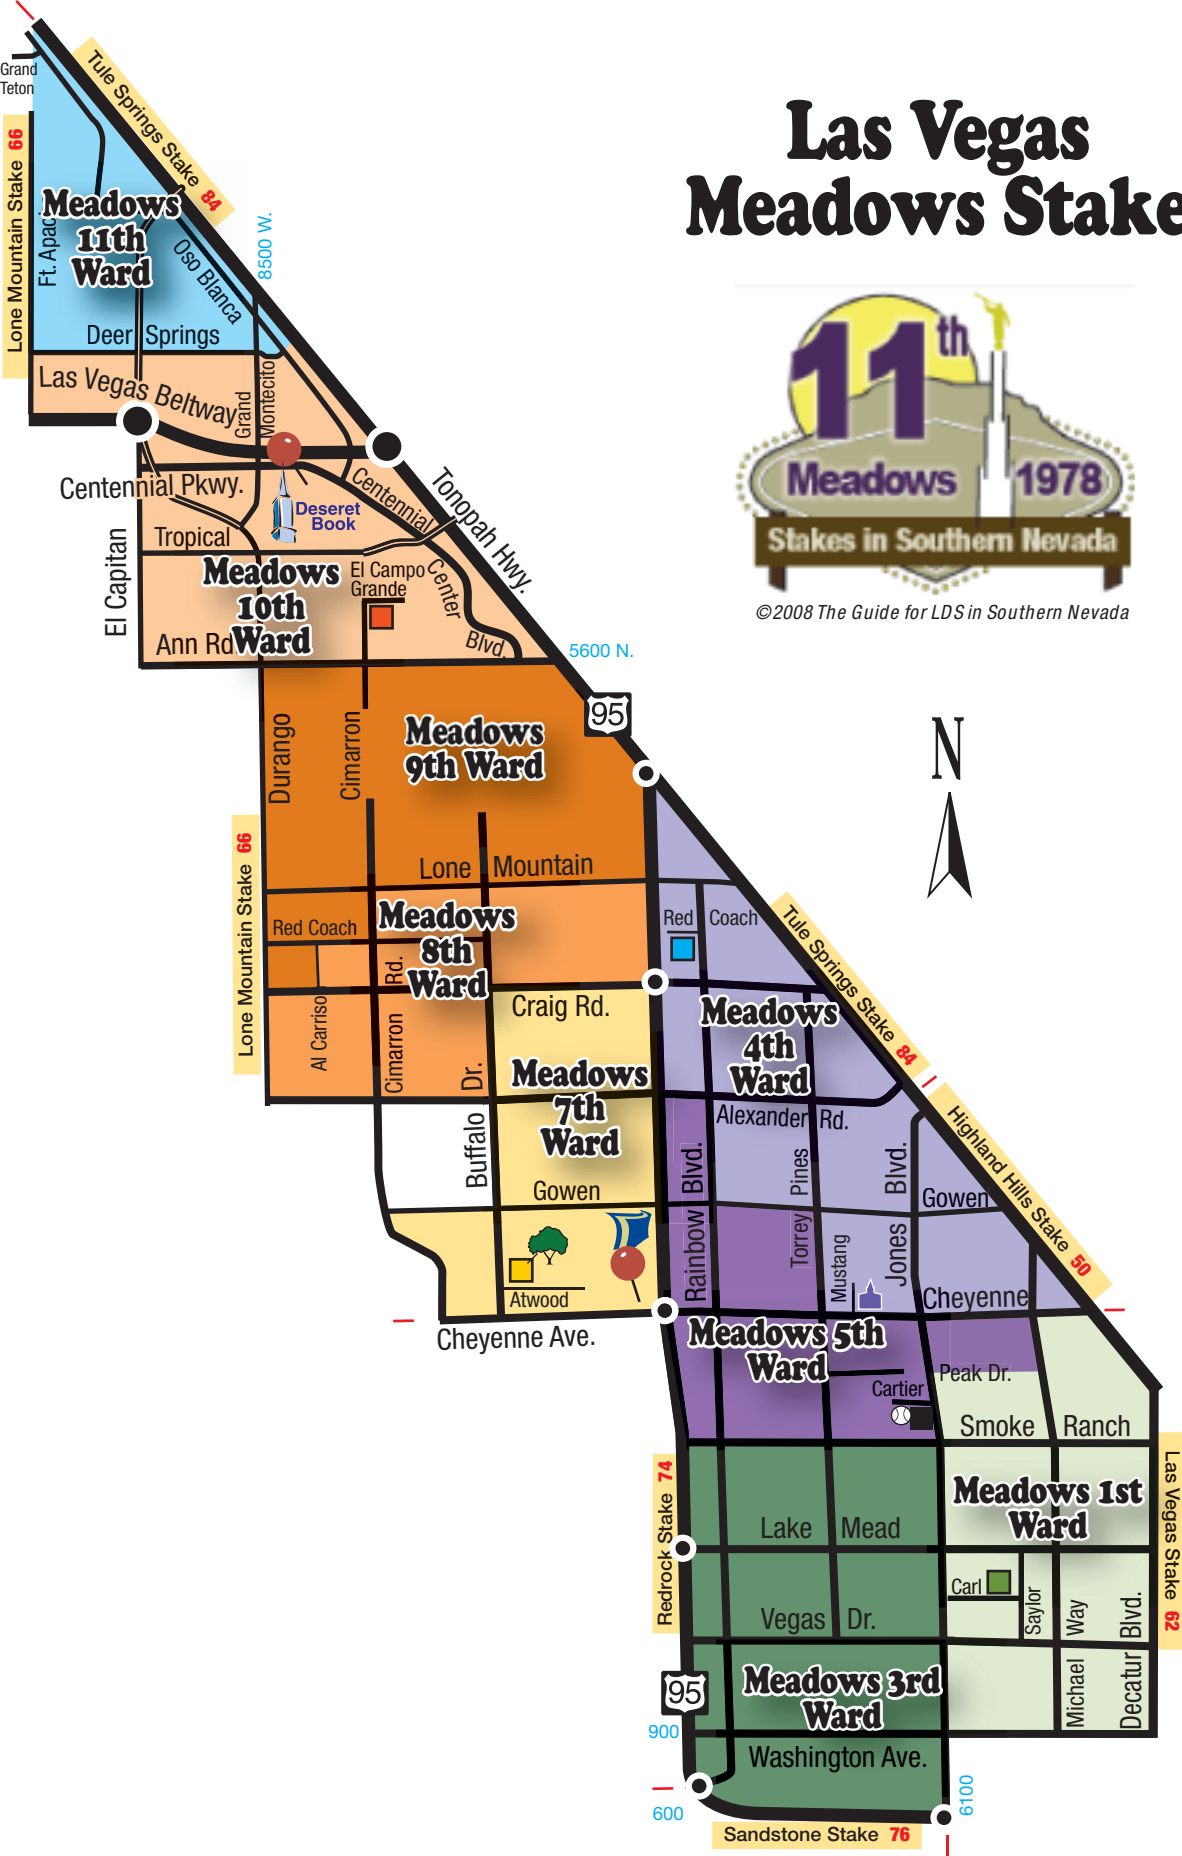 Las Vegas
Meadows Stake
11th
Meadows 1978
Stakes in Southern Nevada
©2008 The Guide for LDS in Southern Nevada
N
Grand
Teton
Tule Springs Stake 84
Lone Mountain Stake 66
Meadows
11th
Ward
Oso Blanca
8500 W.
Deer Springs
Las Vegas Beltway
Grand
Montecito
Centennial Pkwy.
Deseret
Book
Centennial
Center
Blvd.
Tonopah Hwy.
Tropical
El Capitan
Meadows
10th
Ward
El Campo
Grande
Ann Rd.
5600 N.
95
Durango
Cimarron
Meadows
9th Ward
Lone Mountain
Lone Mountain Stake 66
Red Coach
Meadows
8th
Ward
Al Carrison
Cimarron Rd.
Craig Rd.
Buffalo Dr.
Meadows
7th
Ward
Gowen
Atwood
Cheyenne Ave.
Red Coach
Tule Springs Stake 84
Meadows
4th
Ward
Alexander Rd.
Highland Hills Stake 50
Rainbow Blvd.
Torrey Pines
Mustang
Jones Blvd.
Gowen
Cheyenne
Meadows 5th
Ward
Peak Dr.
Cartier
Smoke Ranch
Redrock Stake 74
Las Vegas Stake 62
Meadows 1st
Ward
Lake Mead
Carl
Saylor
Michael Way
Decatur Blvd.
Vegas Dr.
Meadows 3rd
Ward
95
900
Washington Ave.
600
6100
Sandstone Stake 76